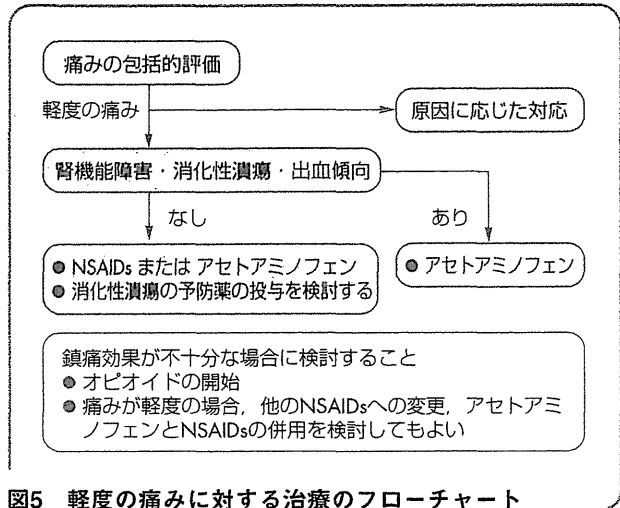 痛みの包括的評価
軽度の痛み
原因に応じた対応
腎機能障害・消化性潰瘍・出血傾向
なし
あり
● NSAIDs または アセトアミノフェン
● 消化性潰瘍の予防薬の投与を検討する
● アセトアミノフェン
鎮痛効果が不十分な場合に検討すること
● オピオイドの開始
● 痛みが軽度の場合，他のNSAIDsへの変更，アセトアミ
ノフェンとNSAIDsの併用を検討してもよい
図5 軽度の痛みに対する治療のフローチャート